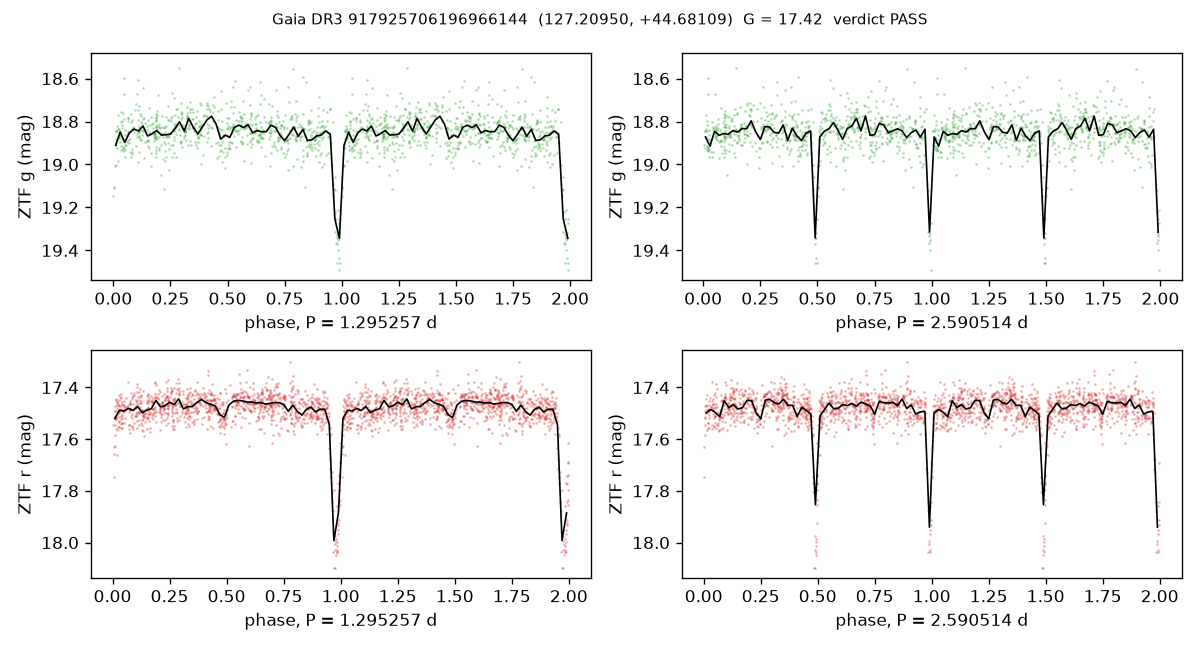 Gaia DR3 917925706196966144 (127.20950, +44.68109) G = 17.42 verdict PASS
18.6
18.8
19.0
19.2
19.4
ZTF g (mag)
0.00 0.25 0.50 0.75 1.00 1.25 1.50 1.75 2.00
phase, P = 1.295257 d
18.6
18.8
19.0
19.2
19.4
ZTF g (mag)
0.00 0.25 0.50 0.75 1.00 1.25 1.50 1.75 2.00
phase, P = 2.590514 d
17.4
17.6
17.8
18.0
ZTF r (mag)
0.00 0.25 0.50 0.75 1.00 1.25 1.50 1.75 2.00
phase, P = 1.295257 d
17.4
17.6
17.8
18.0
ZTF r (mag)
0.00 0.25 0.50 0.75 1.00 1.25 1.50 1.75 2.00
phase, P = 2.590514 d